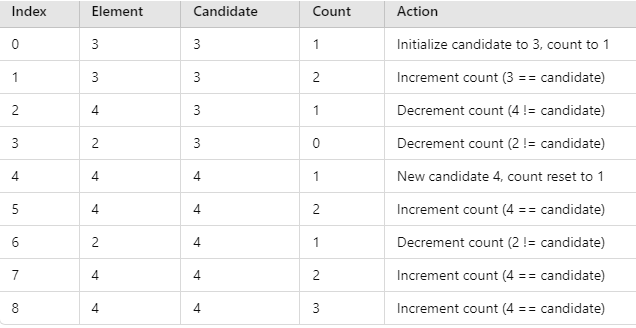 Index Element Candidate Count Action
0 3 3 1 Initialize candidate to 3, count to 1
1 3 3 2 Increment count (3 == candidate)
2 4 3 1 Decrement count (4 != candidate)
3 2 3 0 Decrement count (2 != candidate)
4 4 4 1 New candidate 4, count reset to 1
5 4 4 2 Increment count (4 == candidate)
6 2 4 1 Decrement count (2 != candidate)
7 4 4 2 Increment count (4 == candidate)
8 4 4 3 Increment count (4 == candidate)